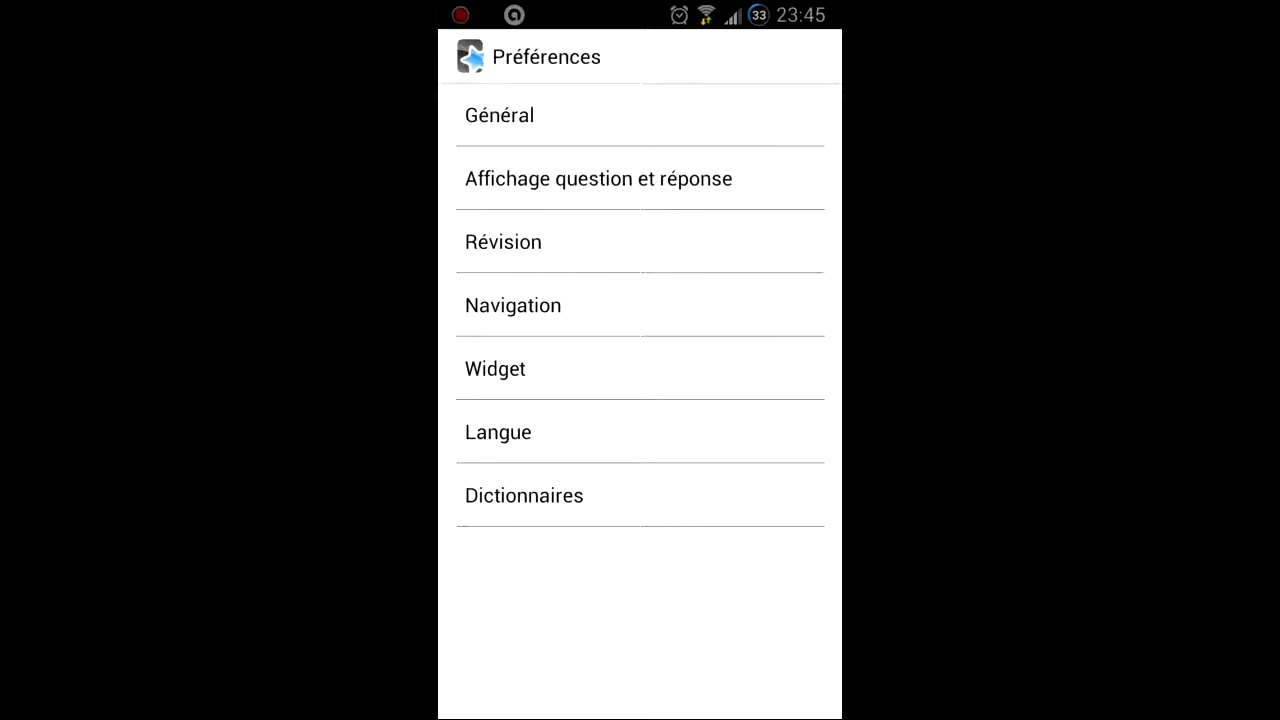 33 23:45
Préférences
Général
Affichage question et réponse
Révision
Navigation
Widget
Langue
Dictionnaires